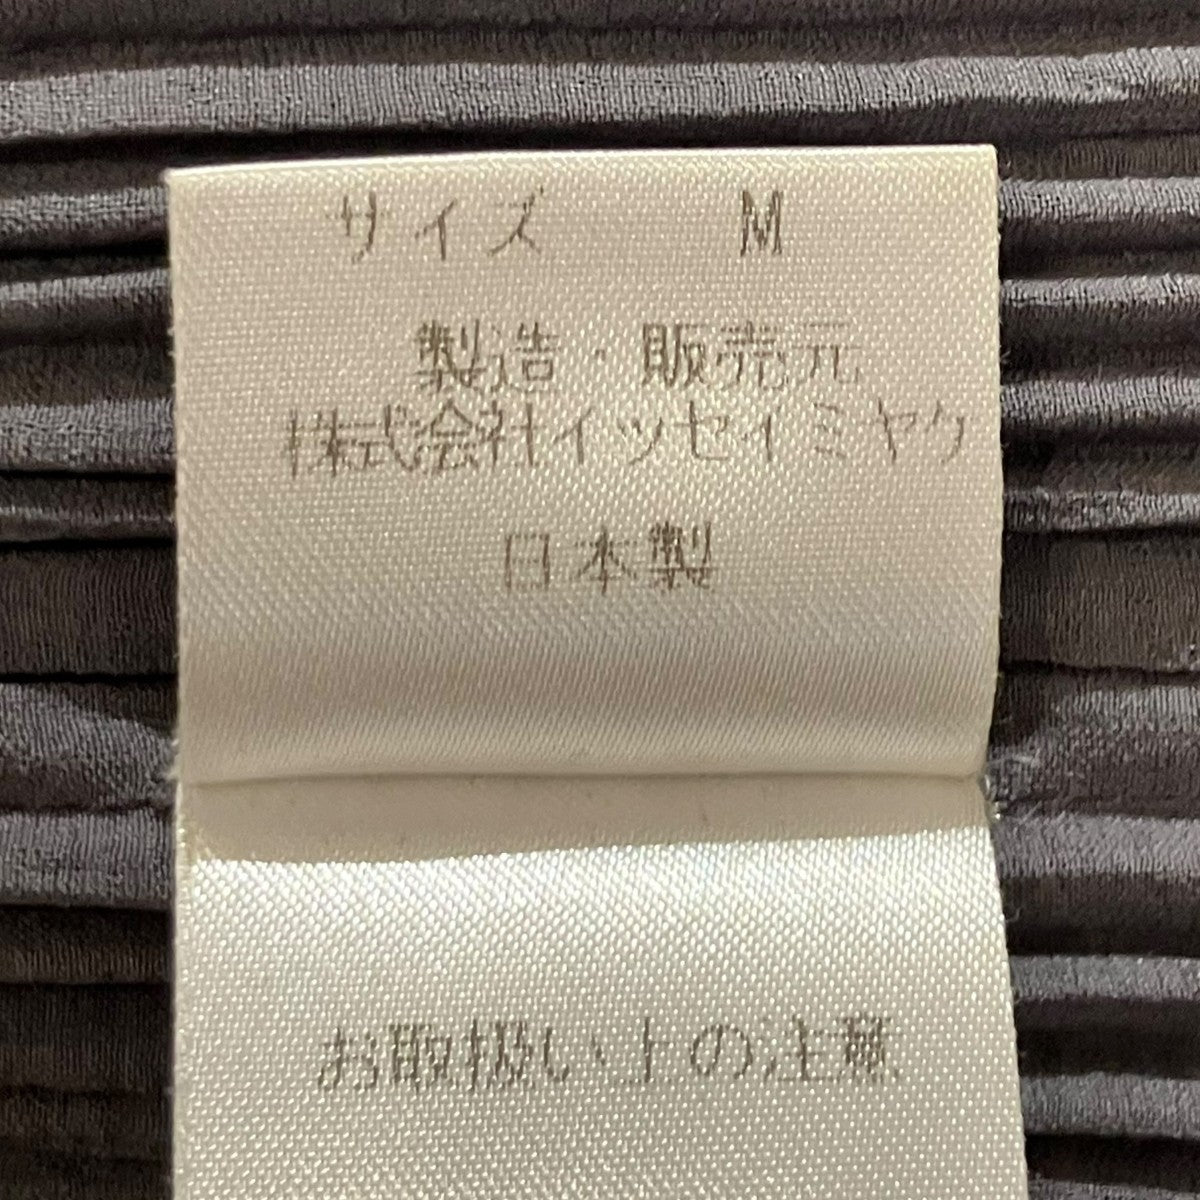 サイズ M
製造・販売元
株式会社イッセイミヤケ
日本製
お取扱い上の注意